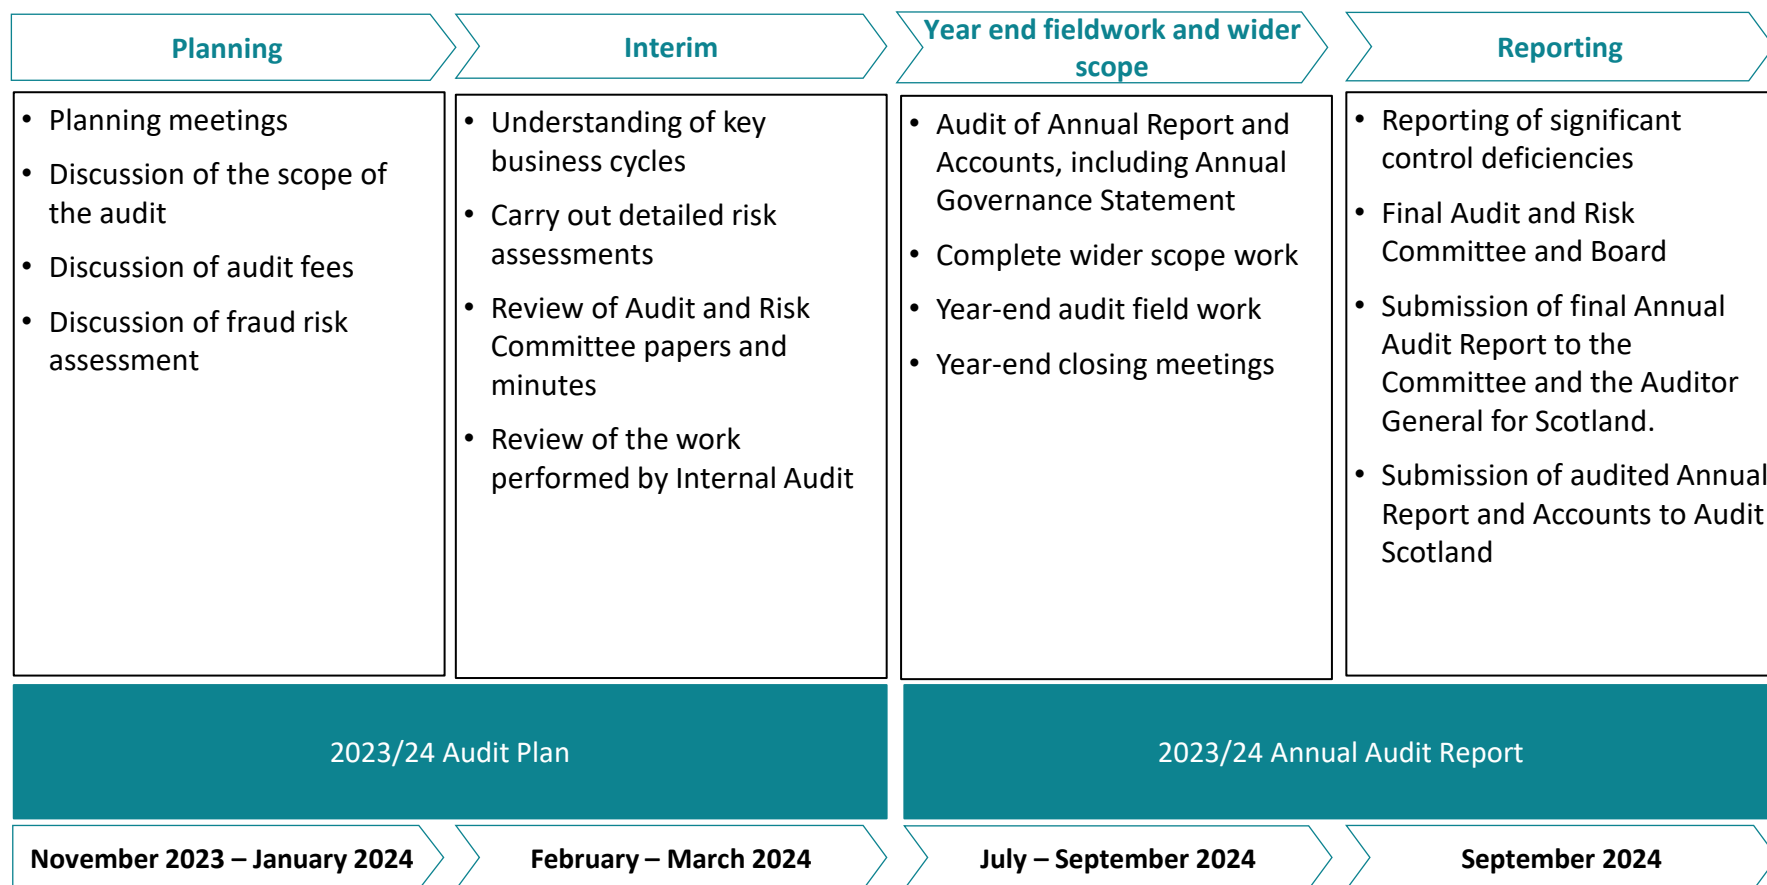 Planning
Interim
Year end fieldwork and wider
scope
Reporting
• Planning meetings
• Discussion of the scope of
the audit
• Discussion of audit fees
• Discussion of fraud risk
assessment
• Understanding of key
business cycles
• Carry out detailed risk
assessments
• Review of Audit and Risk
Committee papers and
minutes
• Review of the work
performed by Internal Audit
• Audit of Annual Report and
Accounts, including Annual
Governance Statement
• Complete wider scope work
• Year-end audit field work
• Year-end closing meetings
• Reporting of significant
control deficiencies
• Final Audit and Risk
Committee and Board
• Submission of final Annual
Audit Report to the
Committee and the Auditor
General for Scotland.
• Submission of audited Annual
Report and Accounts to Audit
Scotland
2023/24 Audit Plan
2023/24 Annual Audit Report
November 2023 – January 2024
February – March 2024
July – September 2024
September 2024